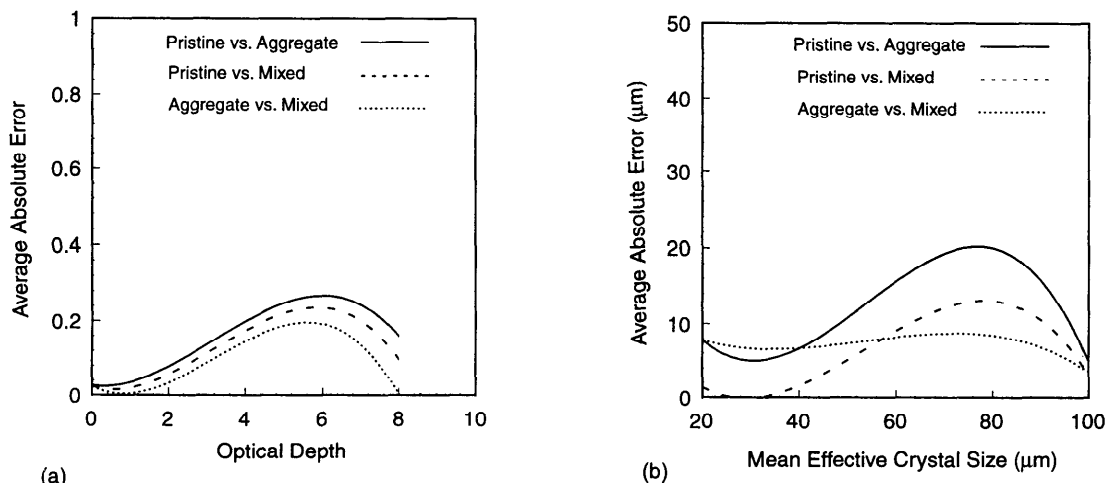 1
0.8
0.6
0.4
0.2
0
Average Absolute Error
Pristine vs. Aggregate
Pristine vs. Mixed
Aggregate vs. Mixed
0 2 4 6 8 10
Optical Depth
(a)
50
40
30
20
10
0
Average Absolute Error (μm)
Pristine vs. Aggregate
Pristine vs. Mixed
Aggregate vs. Mixed
20 40 60 80 100
Mean Effective Crystal Size (μm)
(b)